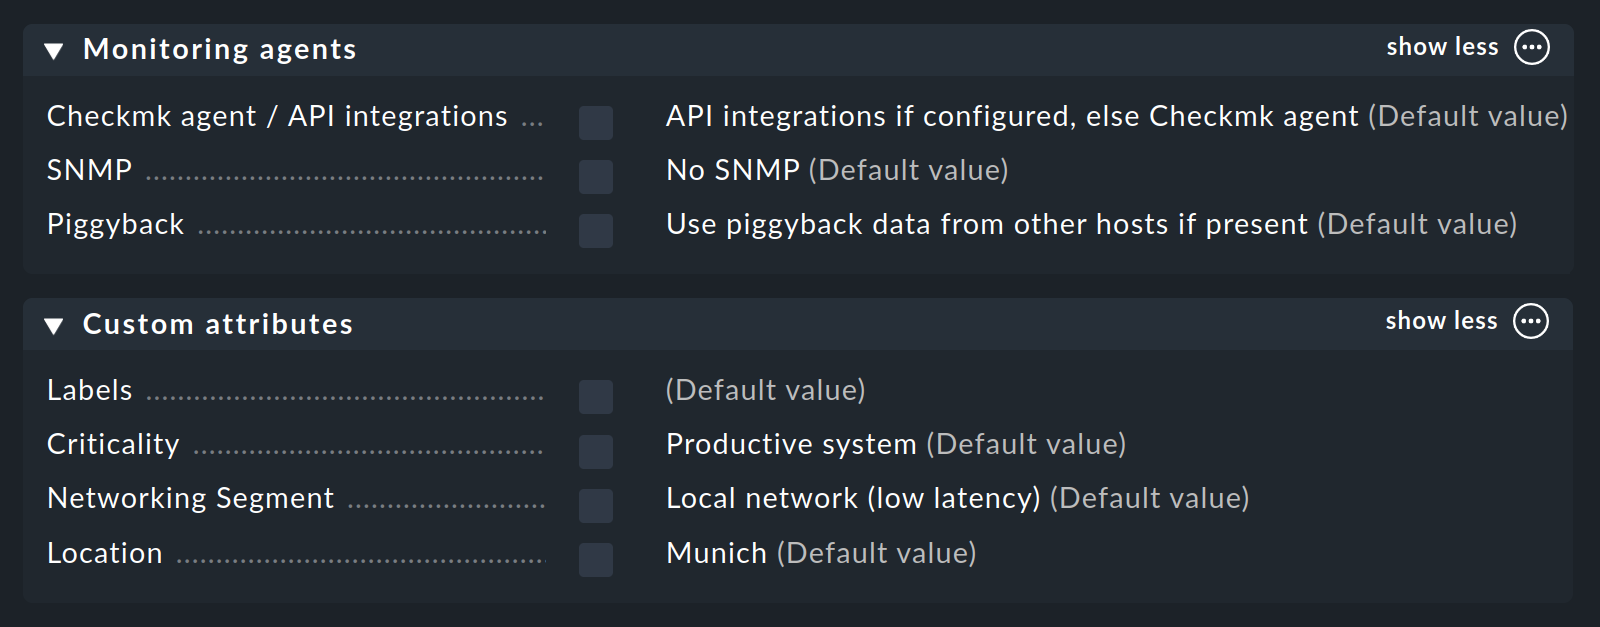 Monitoring agents show less
Checkmk agent / API integrations API integrations if configured, else Checkmk agent (Default value)
SNMP No SNMP (Default value)
Piggyback Use piggyback data from other hosts if present (Default value)
Custom attributes show less
Labels (Default value)
Criticality Productive system (Default value)
Networking Segment Local network (low latency) (Default value)
Location Munich (Default value)